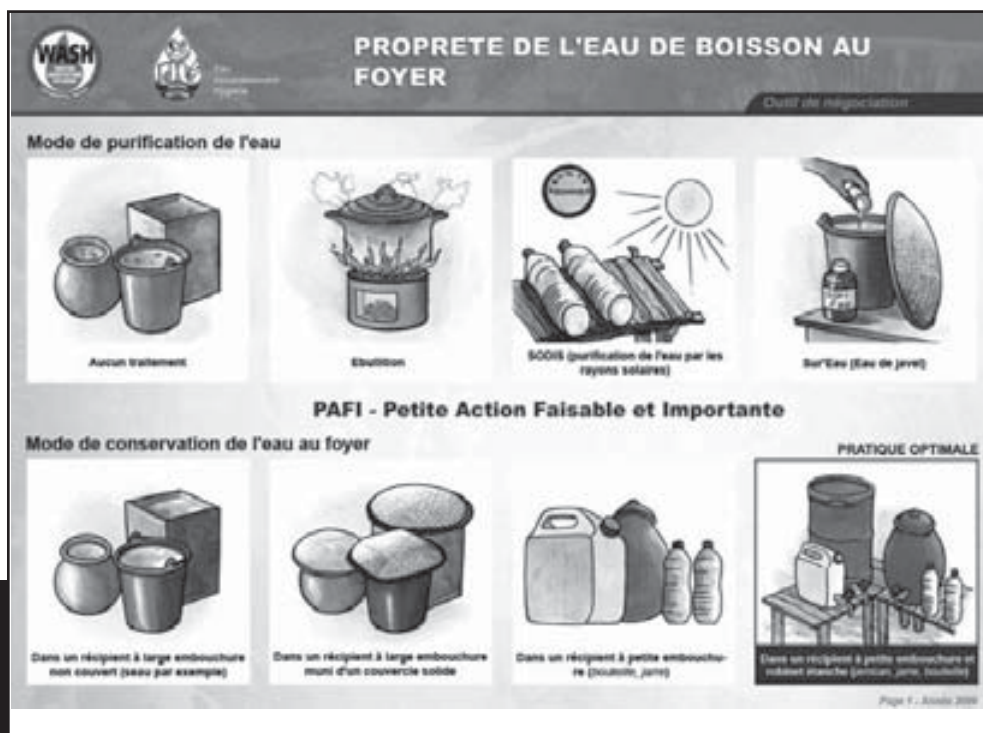 WASH
PROPRETE DE L'EAU DE BOISSON AU
FOYER
Eau
Assainissement
Hygiène
Outil de négociation
Mode de purification de l'eau
Aucun traitement
Ebullition
SODIS (purification de l'eau par les
rayons solaires)
Sur'Eau (Eau de javel)
PAFI - Petite Action Faisable et Importante
Mode de conservation de l'eau au foyer
PRATIQUE OPTIMALE
Dans un récipient à large embouchure
non couvert (seau par exemple)
Dans un récipient à large embouchure
muni d'un couvercle solide
Dans un récipient à petite embouchu-
re (bouteille, jarre)
Dans un récipient à petite embouchure et
robinet étanche (jerrican, jarre, bouteille)
Page 1 - Année 2009